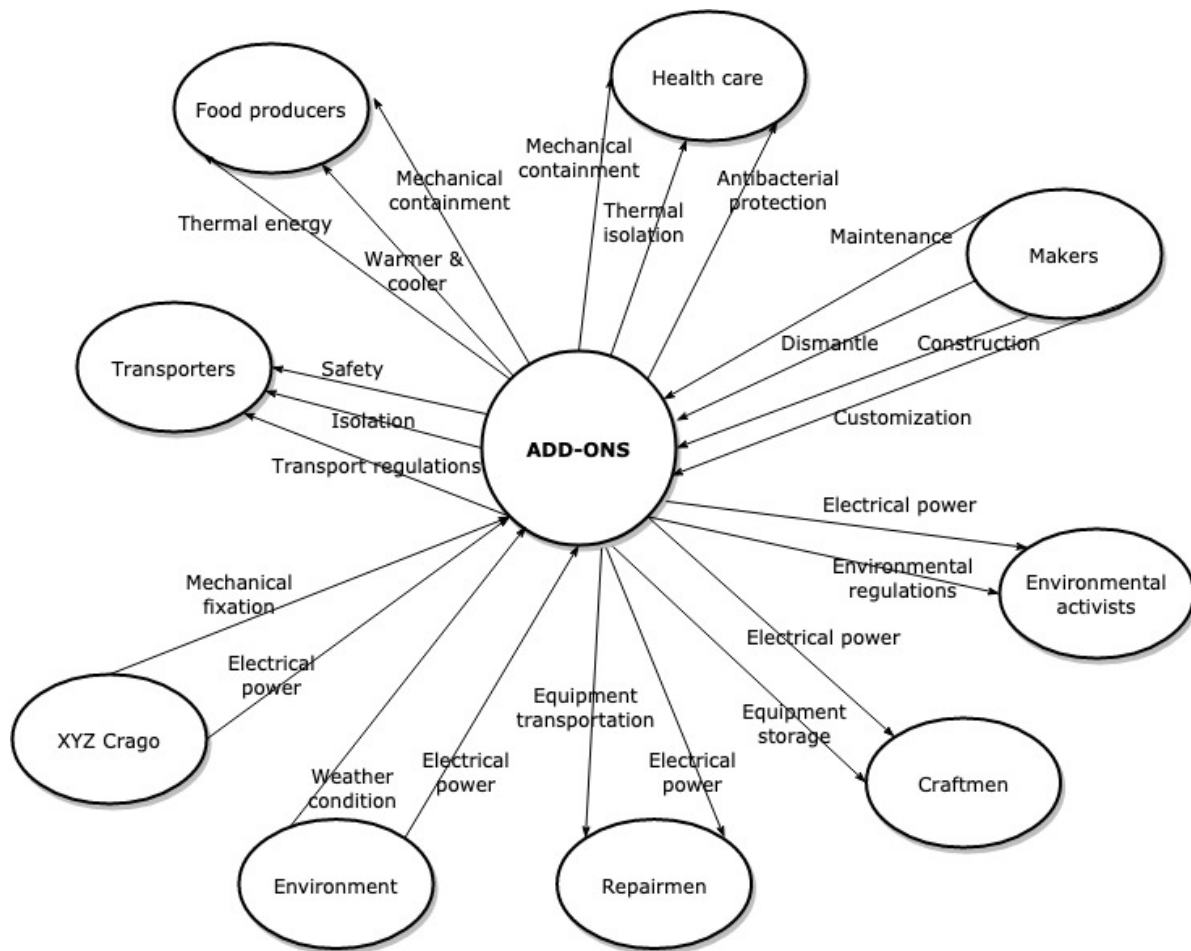 Health care
Food producers
Mechanical
containment
Mechanical
containment
Antibacterial
protection
Thermal
isolation
Thermal energy
Maintenance
Makers
Warmer &
cooler
Dismantle
Construction
Transporters
Safety
Isolation
Customization
ADD-ONS
Transport regulations
Electrical power
Environmental
regulations
Environmental
activists
Mechanical
fixation
Electrical power
Electrical
power
Equipment
transportation
Equipment
storage
XYZ Crago
Weather
condition
Electrical
power
Electrical
power
Craftmen
Environment
Repairmen